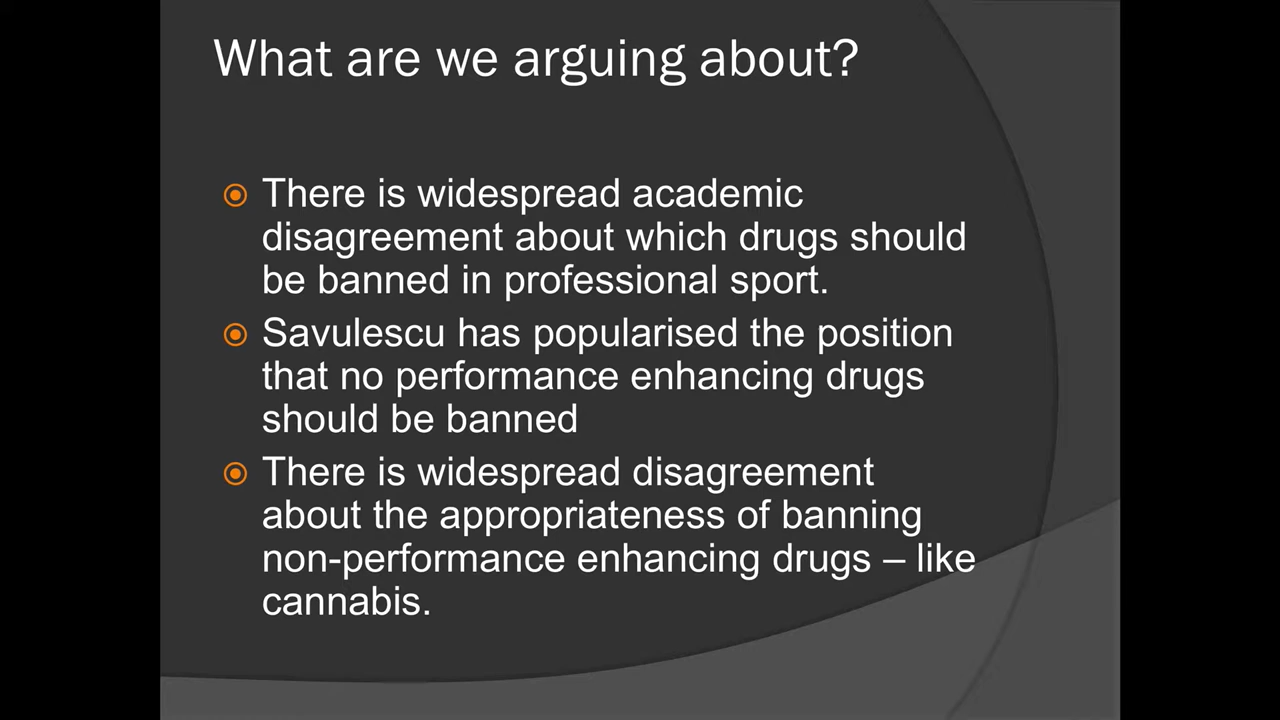 What are we arguing about?
There is widespread academic
disagreement about which drugs should
be banned in professional sport.
Savulescu has popularised the position
that no performance enhancing drugs
should be banned
There is widespread disagreement
about the appropriateness of banning
non-performance enhancing drugs – like
cannabis.